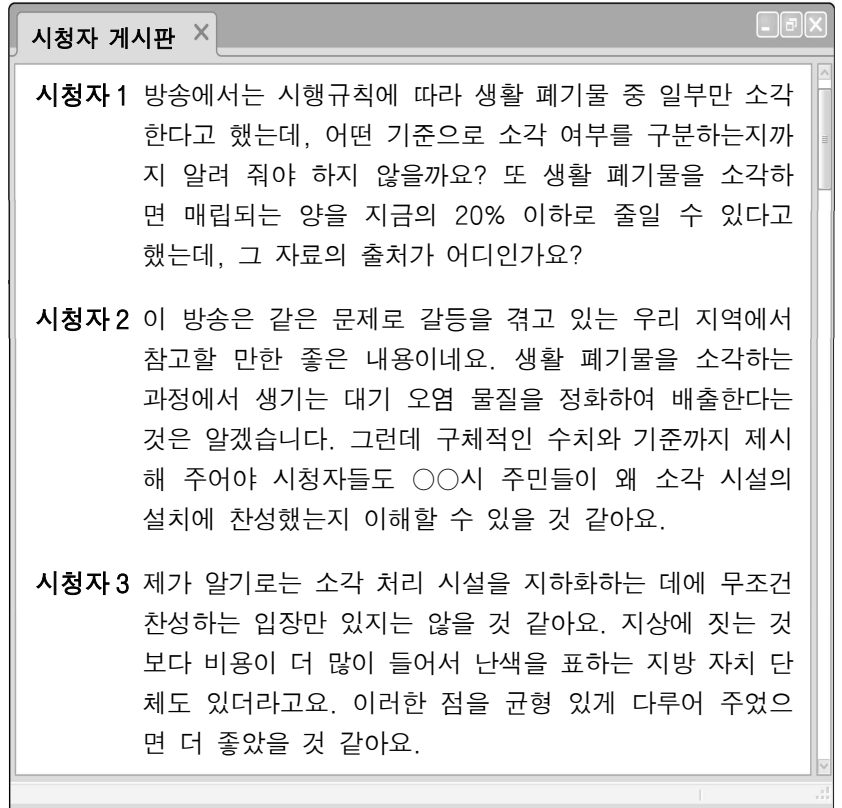 시청자 게시판
시청자 1 방송에서는 시행규칙에 따라 생활 폐기물 중 일부만 소각
한다고 했는데, 어떤 기준으로 소각 여부를 구분하는지까
지 알려 줘야 하지 않을까요? 또 생활 폐기물을 소각하
면 매립되는 양을 지금의 20% 이하로 줄일 수 있다고
했는데, 그 자료의 출처가 어디인가요?
시청자 2 이 방송은 같은 문제로 갈등을 겪고 있는 우리 지역에서
참고할 만한 좋은 내용이네요. 생활 폐기물을 소각하는
과정에서 생기는 대기 오염 물질을 정화하여 배출한다는
것은 알겠습니다. 그런데 구체적인 수치와 기준까지 제시
해 주어야 시청자들도 ○○시 주민들이 왜 소각 시설의
설치에 찬성했는지 이해할 수 있을 것 같아요.
시청자 3 제가 알기로는 소각 처리 시설을 지하화하는 데에 무조건
찬성하는 입장만 있지는 않을 것 같아요. 지상에 짓는 것
보다 비용이 더 많이 들어서 난색을 표하는 지방 자치 단
체도 있더라고요. 이러한 점을 균형 있게 다루어 주었으
면 더 좋았을 것 같아요.